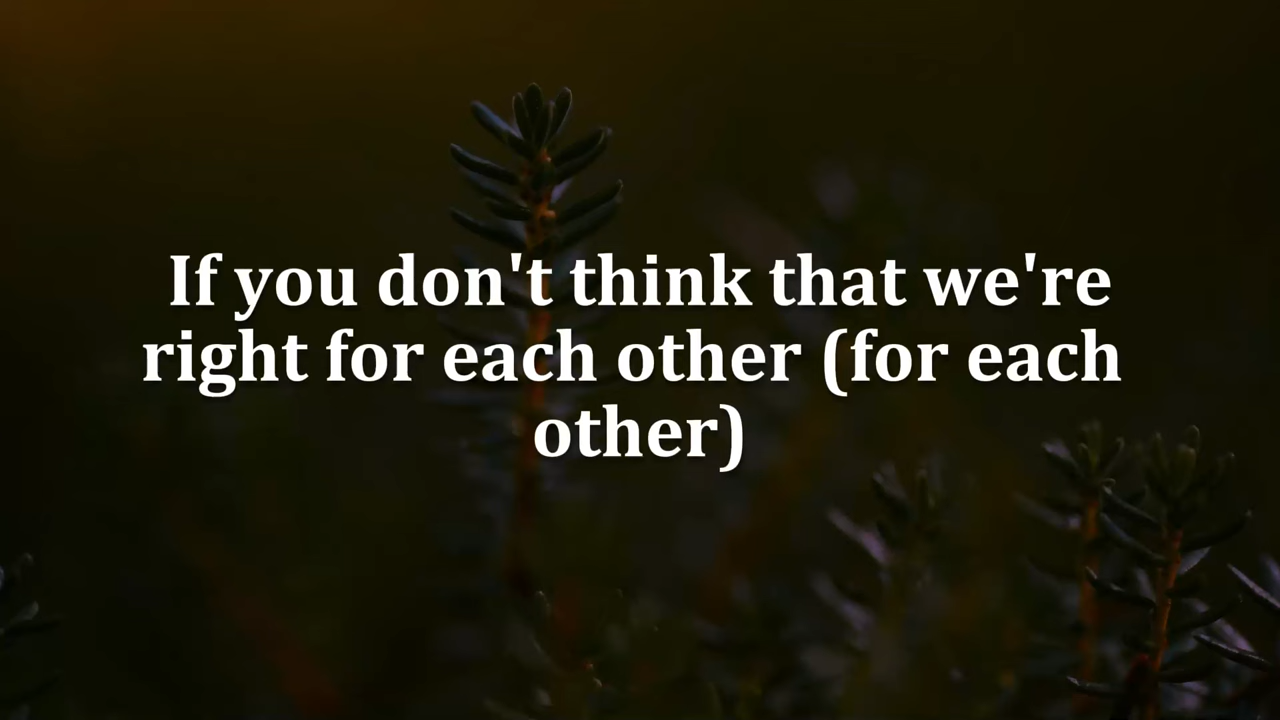 If you don't think that we're
right for each other (for each
other)